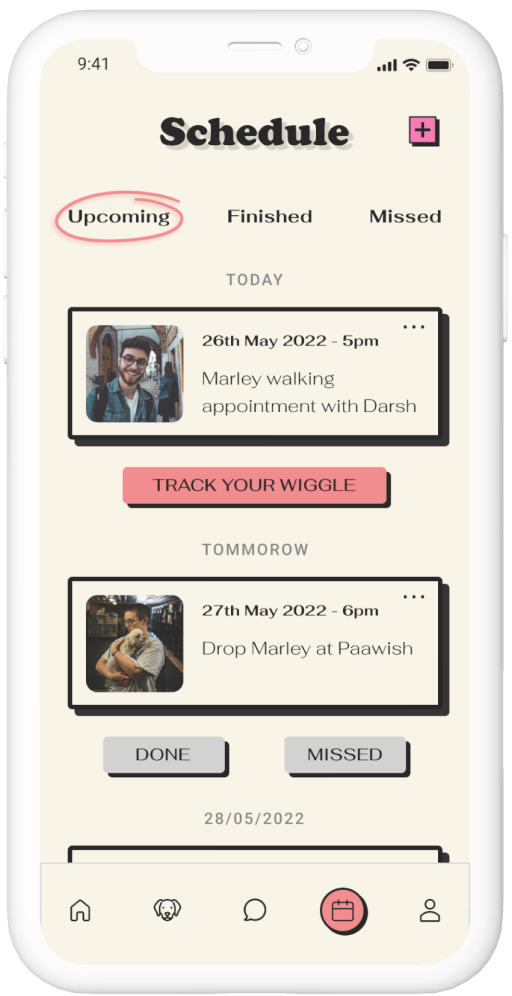 9:41
Schedule
Upcoming Finished Missed
TODAY
26th May 2022 - 5pm
Marley walking
appointment with Darsh
TRACK YOUR WIGGLE
TOMMOROW
27th May 2022 - 6pm
Drop Marley at Paawish
DONE MISSED
28/05/2022